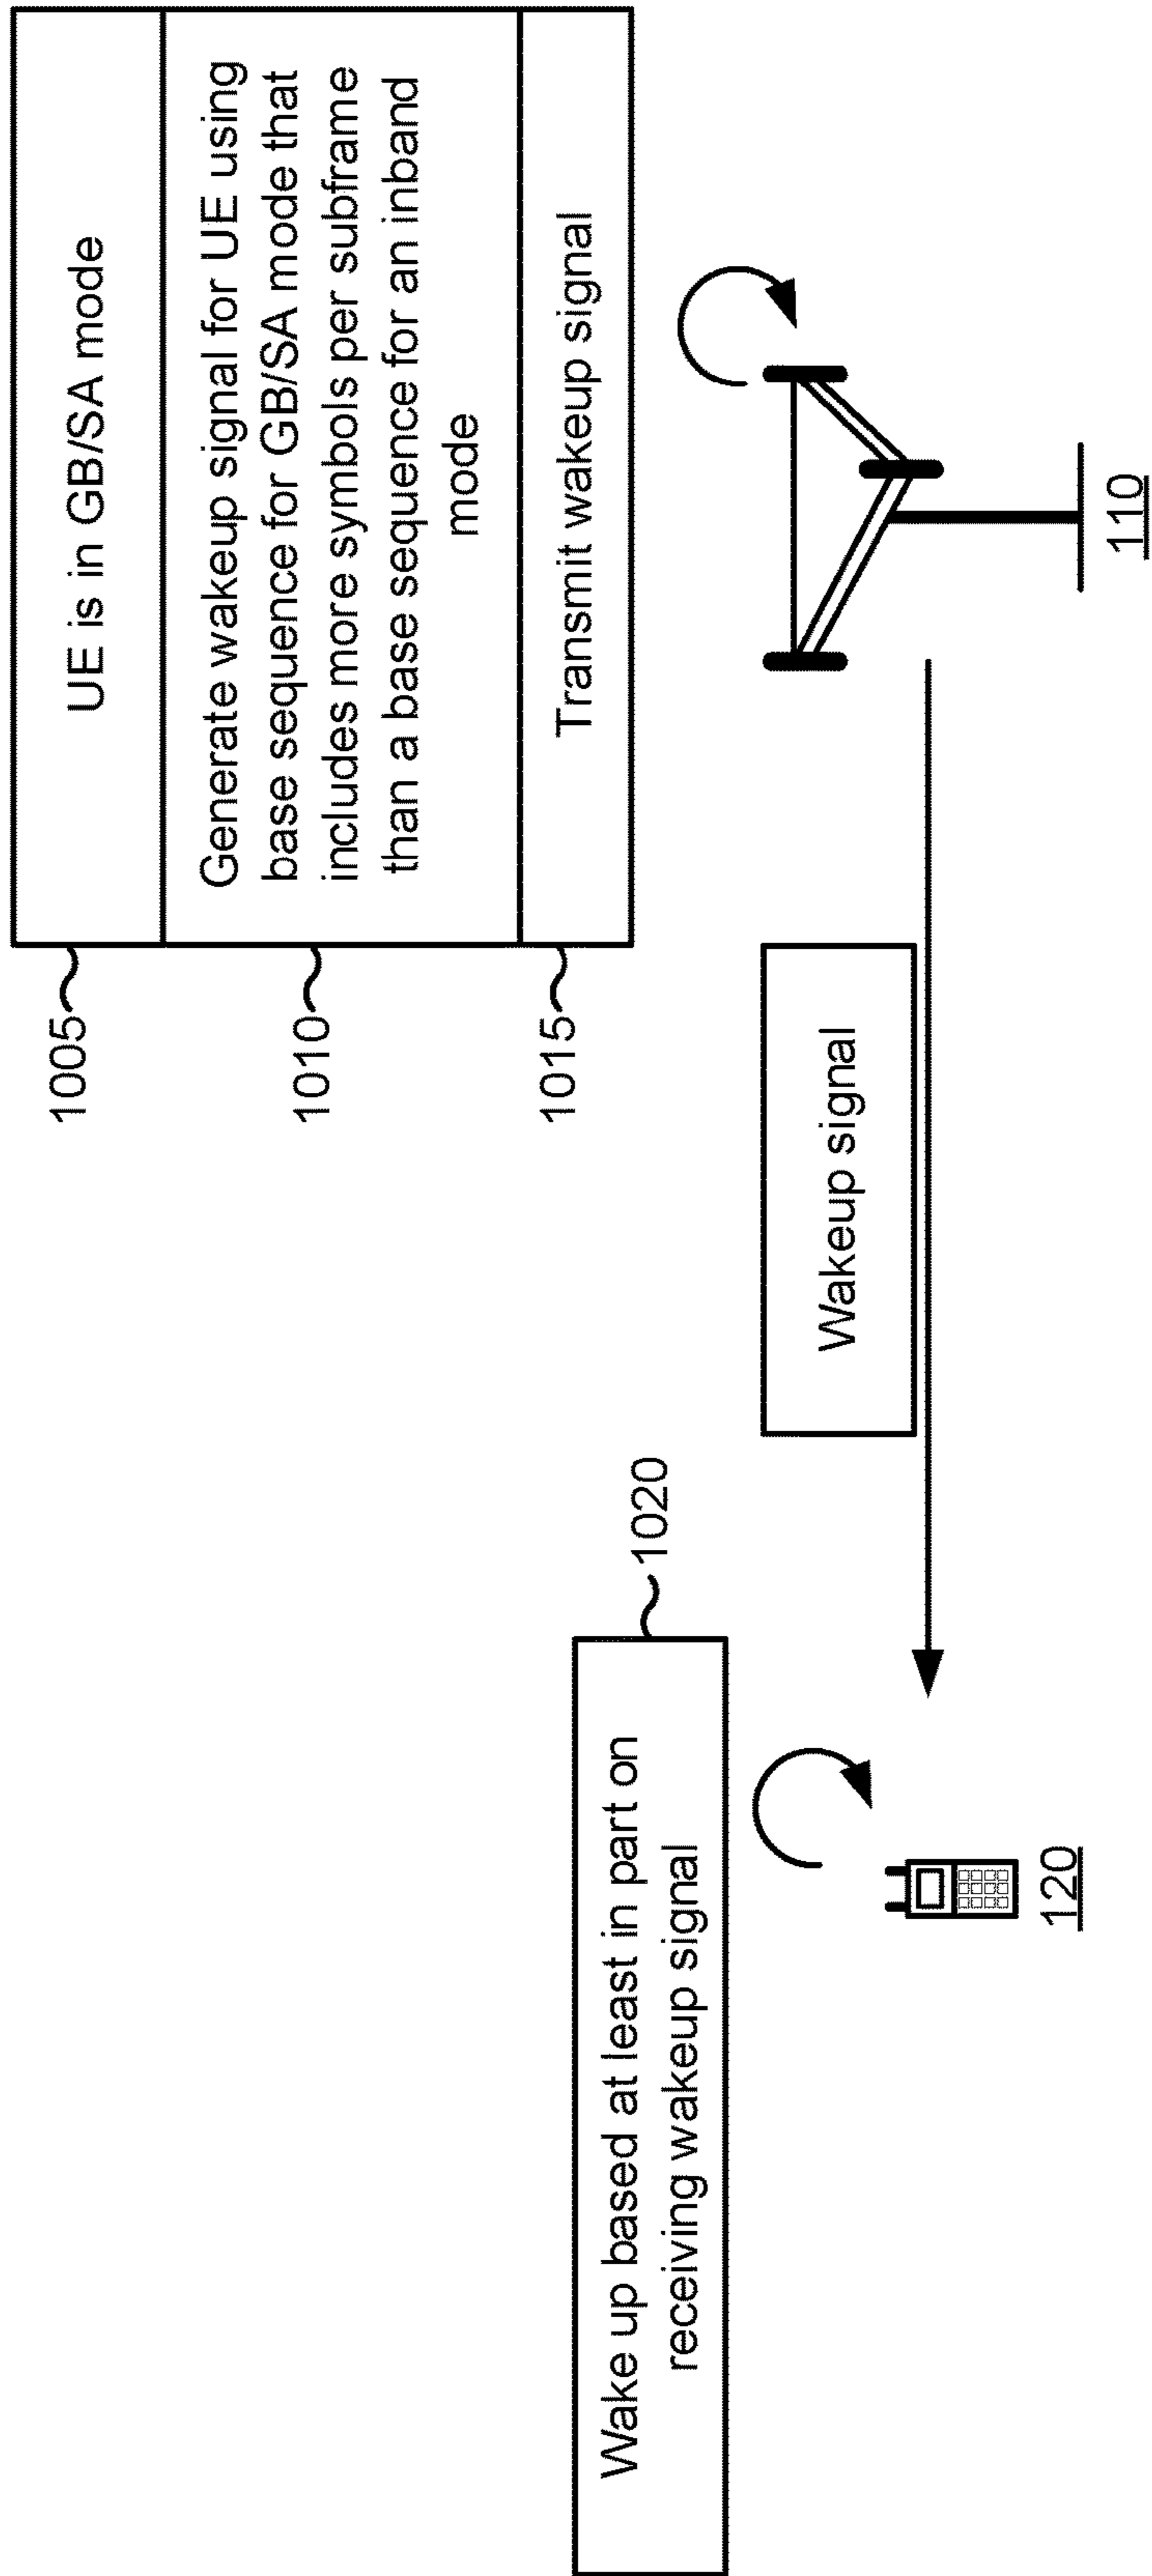 1005
UE is in GB/SA mode
1010
Generate wakeup signal for UE using
base sequence for GB/SA mode that
includes more symbols per subframe
than a base sequence for an inband
mode
1015
Transmit wakeup signal
1020
Wake up based at least in part on
receiving wakeup signal
Wakeup signal
120
110